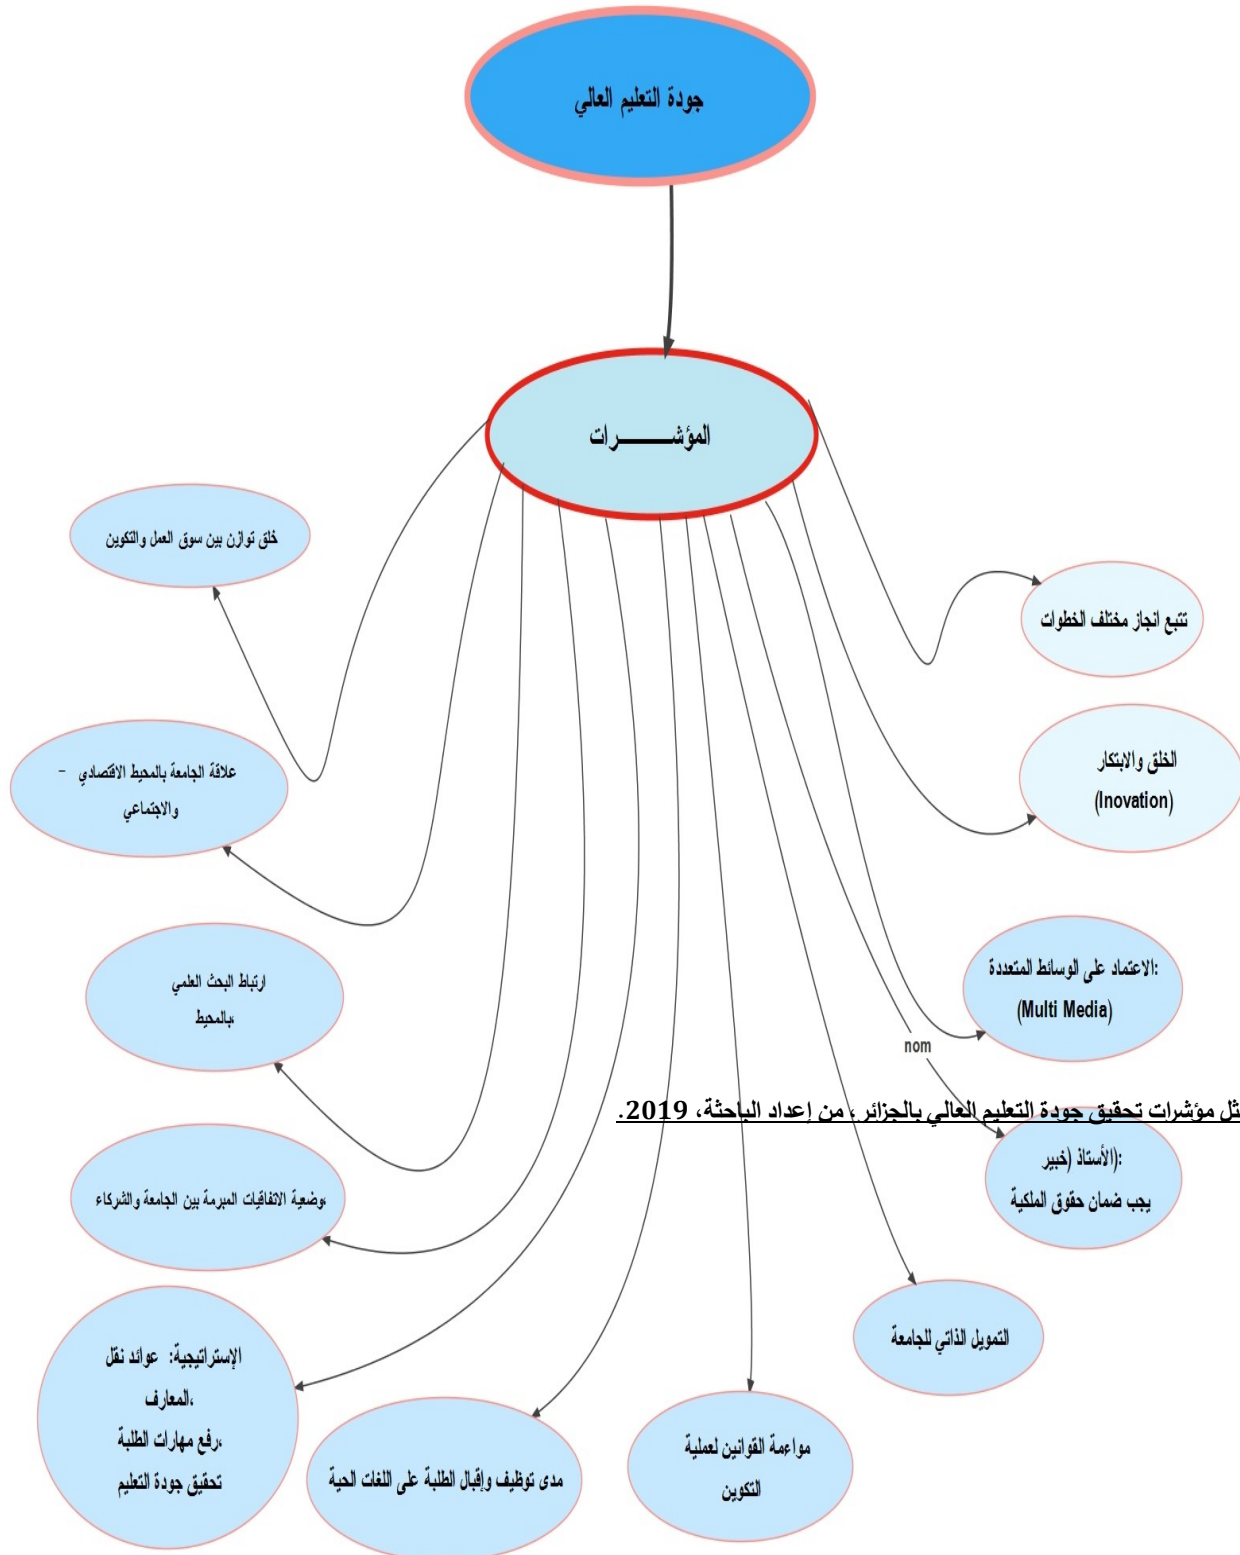 جودة التعليم العالي
المؤشـــــــــرات
خلق توازن بين سوق العمل والتكوين
تتبع انجاز مختلف الخطوات
علاقة الجامعة بالمحيط الاقتصادي -
والاجتماعي
الخلق والابتكار
(Inovation)
ارتباط البحث العلمي
بالمحيط،
الاعتماد على الوسائط المتعددة:
(Multi Media)
nom
ثل مؤشرات تحقيق جودة التعليم العالي بالجزائر، من إعداد الباحثة، 2019.
الأستاذ (خبير):
يجب ضمان حقوق الملكية
وضعية الاتفاقيات المبرمة بين الجامعة والشركاء،
التمويل الذاتي للجامعة
الإستراتيجية: عوائد نقل
المعارف،
رفع مهارات الطلبة،
تحقيق جودة التعليم
مدى توظيف وإقبال الطلبة على اللغات الحية
مواءمة القوانين لعملية
التكوين